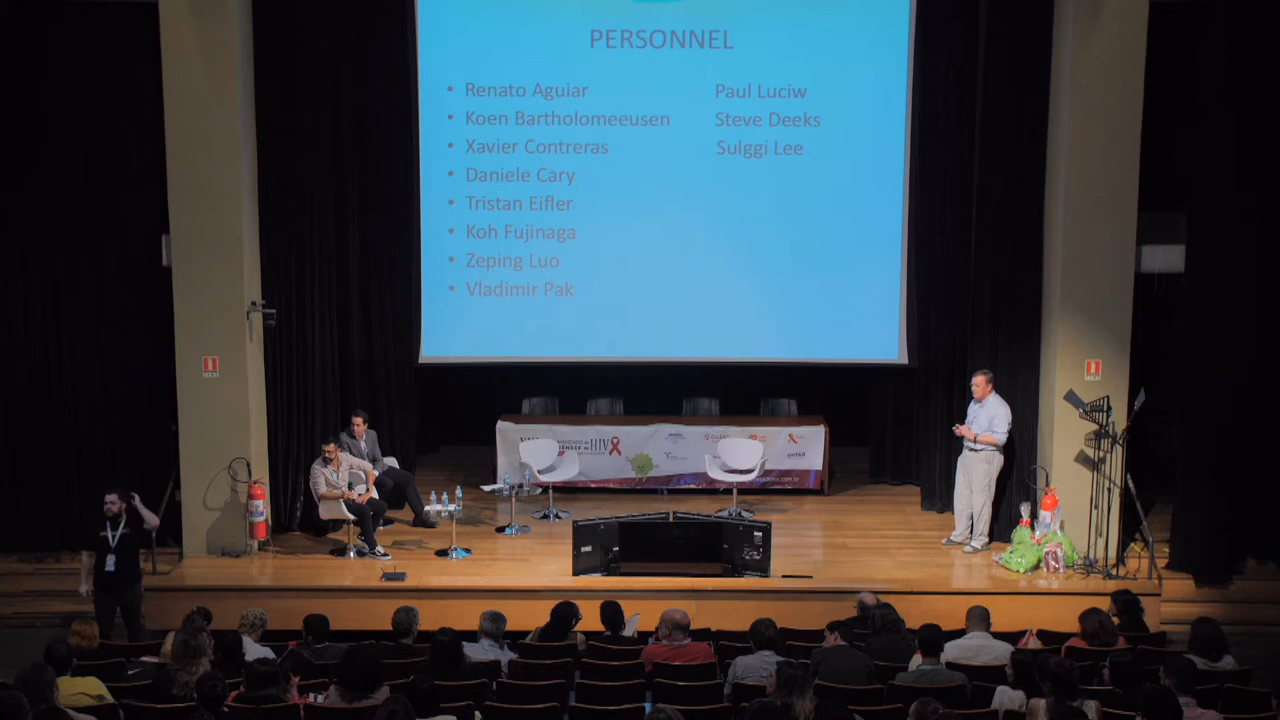 PERSONNEL
• Renato Aguiar
• Koen Bartholomeeusen
• Xavier Contreras
• Daniele Cary
• Tristan Eifler
• Koh Fujinaga
• Zeping Luo
• Vladimir Pak
Paul Luciw
Steve Deeks
Sulggi Lee
HIV
amfAR